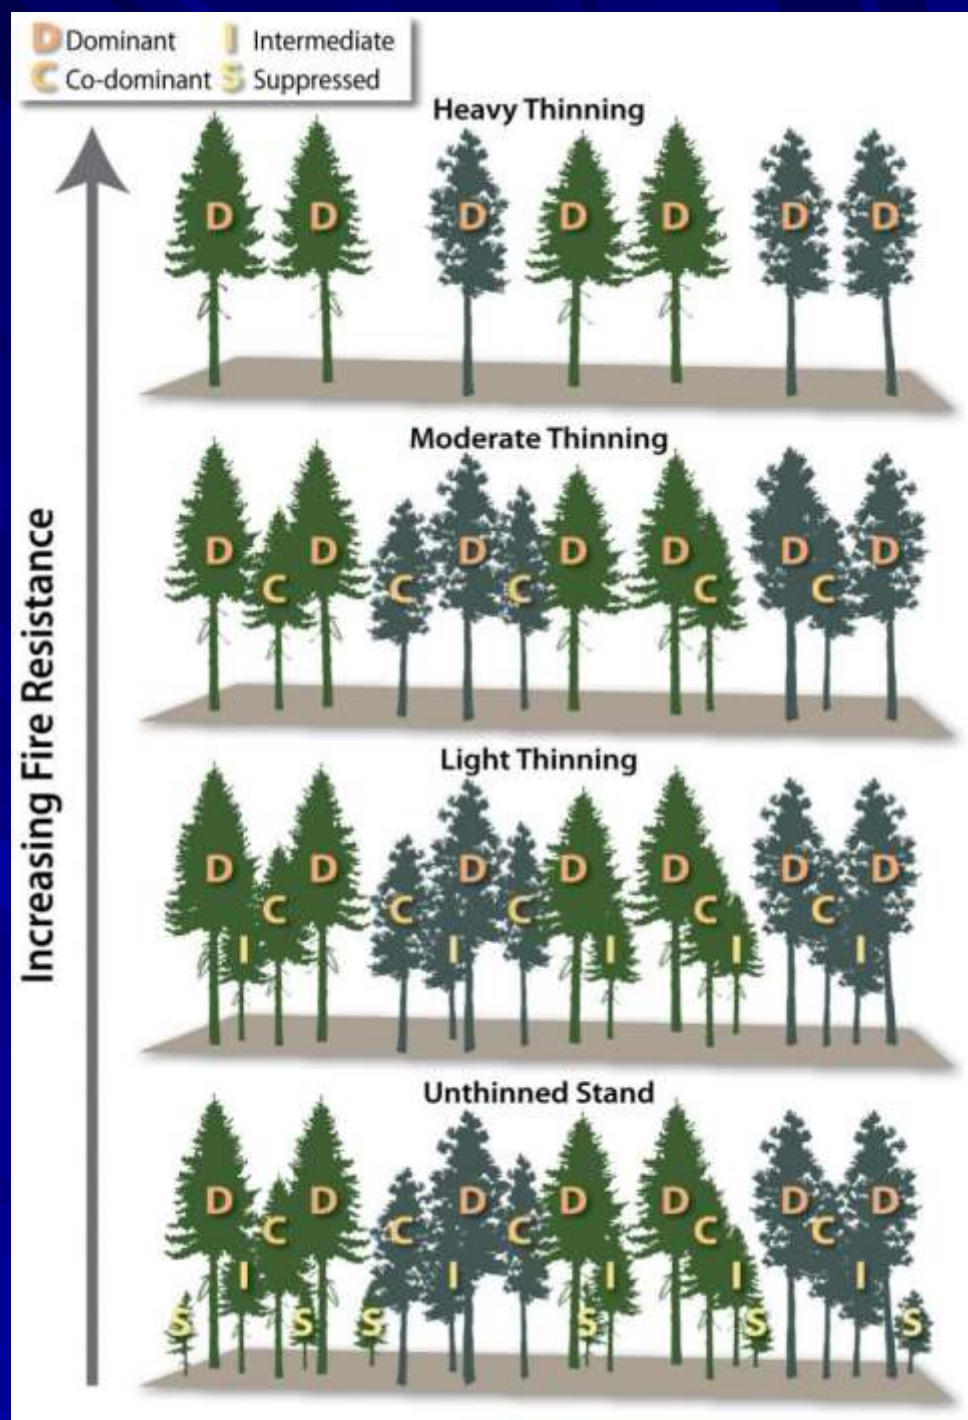 D Dominant I Intermediate
C Co-dominant S Suppressed
Increasing Fire Resistance
Heavy Thinning
D D D D D D D
Moderate Thinning
D D D D D D D
C C C C C
Light Thinning
D D D D D D D
C C C C C
I I I I I
Unthinned Stand
D D D D D D D
C C C C C
I I I I I
S S S S S S